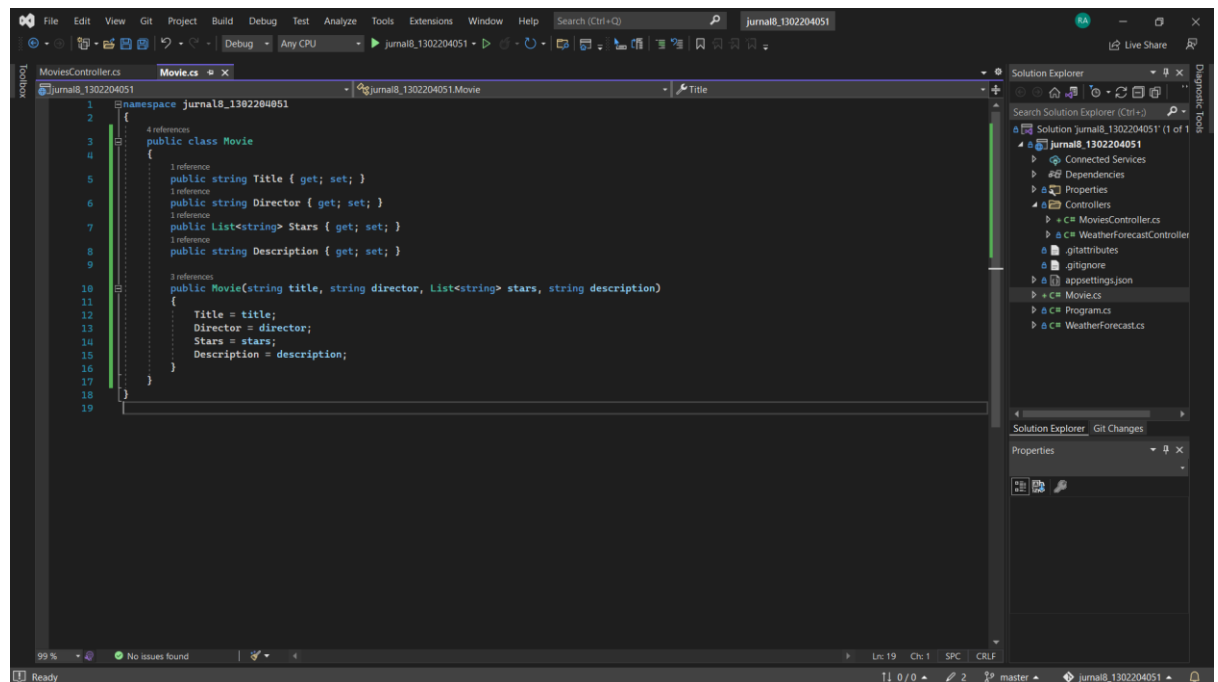 File Edit View Git Project Build Debug Test Analyze Tools Extensions Window Help Search (Ctrl+Q) jurnal8_1302204051 RA
Debug Any CPU jurnal8_1302204051 Live Share
Toolbox
MoviesController.cs Movie.cs
jurnal8_1302204051 jurnal8_1302204051.Movie Title
1 namespace jurnal8_1302204051
2 {
4 references
3 public class Movie
4 {
1 reference
5 public string Title { get; set; }
1 reference
6 public string Director { get; set; }
1 reference
7 public List<string> Stars { get; set; }
1 reference
8 public string Description { get; set; }
9
3 references
10 public Movie(string title, string director, List<string> stars, string description)
11 {
12 Title = title;
13 Director = director;
14 Stars = stars;
15 Description = description;
16 }
17 }
18 }
19
99 % No issues found Ln: 19 Ch: 1 SPC CRLF
Solution Explorer
Search Solution Explorer (Ctrl+;)
Solution 'jurnal8_1302204051' (1 of 1
jurnal8_1302204051
Connected Services
Dependencies
Properties
Controllers
+ C# MoviesController.cs
C# WeatherForecastController
.gitattributes
.gitignore
appsettings.json
+ C# Movie.cs
C# Program.cs
C# WeatherForecast.cs
Solution Explorer Git Changes
Properties
Diagnostic Tools
Ready 0 / 0 2 master jurnal8_1302204051